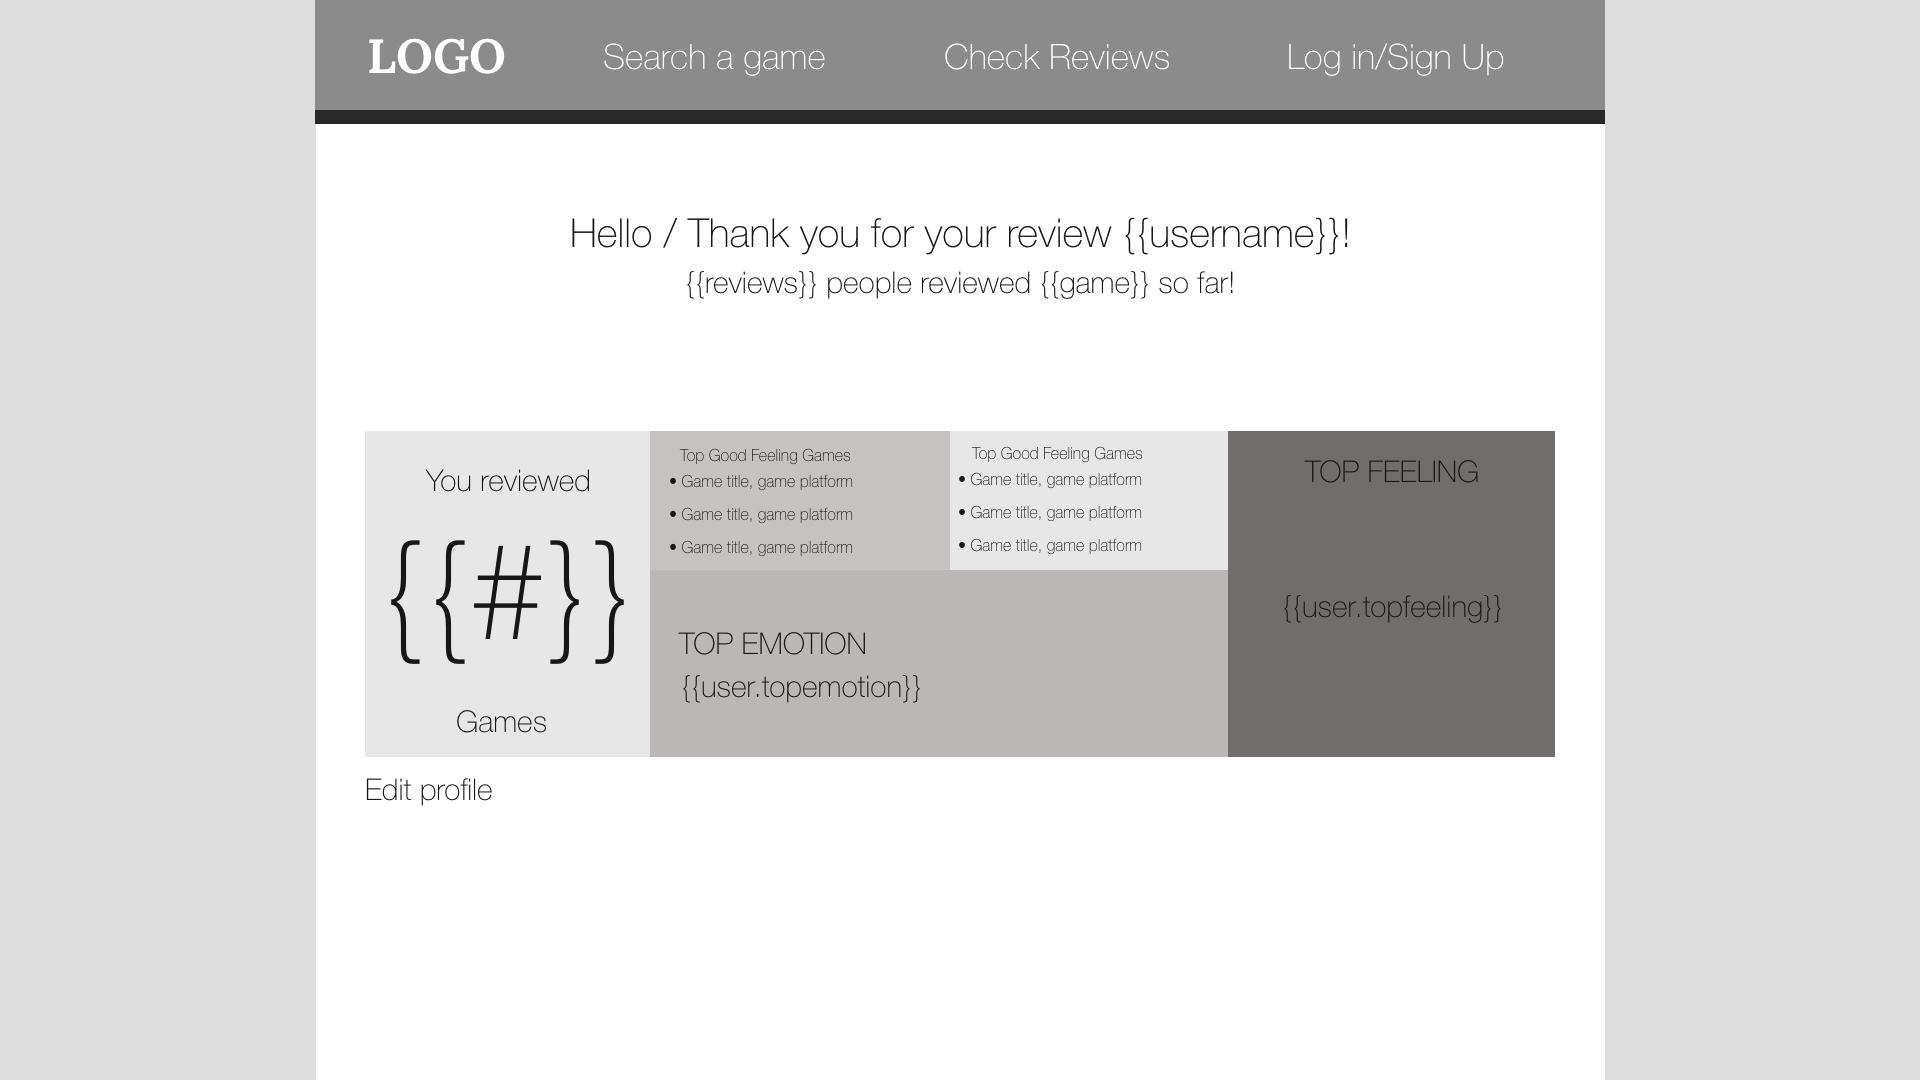 LOGO
Search a game
Check Reviews
Log in/Sign Up
Hello / Thank you for your review {{username}}!
{{reviews}} people reviewed {{game}} so far!
You reviewed
{{#}}
Games
Top Good Feeling Games
• Game title, game platform
• Game title, game platform
• Game title, game platform
Top Good Feeling Games
• Game title, game platform
• Game title, game platform
• Game title, game platform
TOP EMOTION
{{user.topemotion}}
TOP FEELING
{{user.topfeeling}}
Edit profile